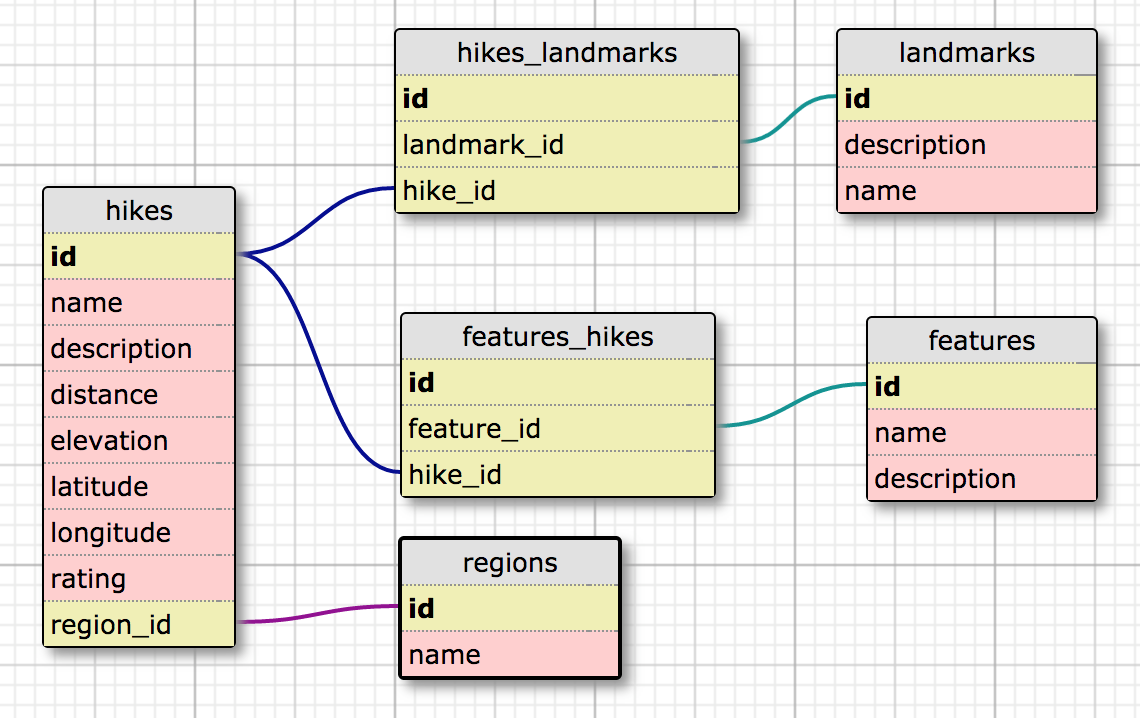 hikes_landmarks
id
landmark_id
hike_id
landmarks
id
description
name
hikes
id
name
description
distance
elevation
latitude
longitude
rating
region_id
features_hikes
id
feature_id
hike_id
features
id
name
description
regions
id
name